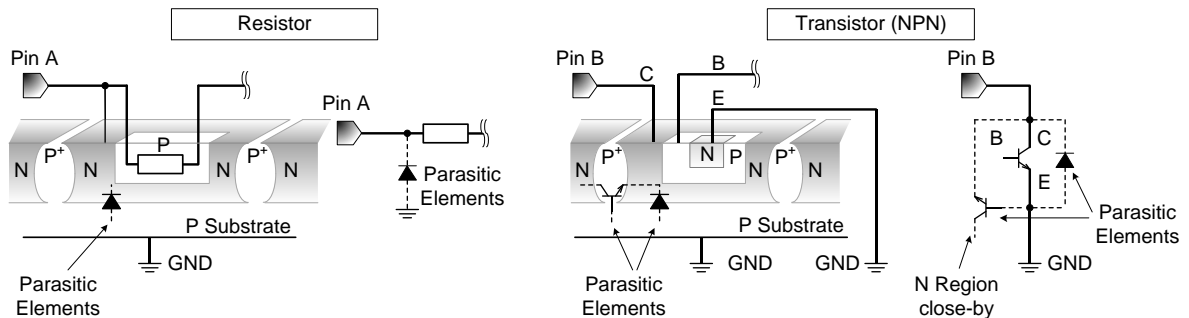 Resistor
Transistor (NPN)
Pin A
Pin B
C
B
E
Pin B
Pin A
N
P+
N
P
P+
N
N
Parasitic
Elements
N
P+
N
N
P
P+
N
N
B
C
E
P Substrate
GND
Parasitic
Elements
P Substrate
GND
GND
Parasitic
Elements
Parasitic
Elements
GND
N Region
close-by